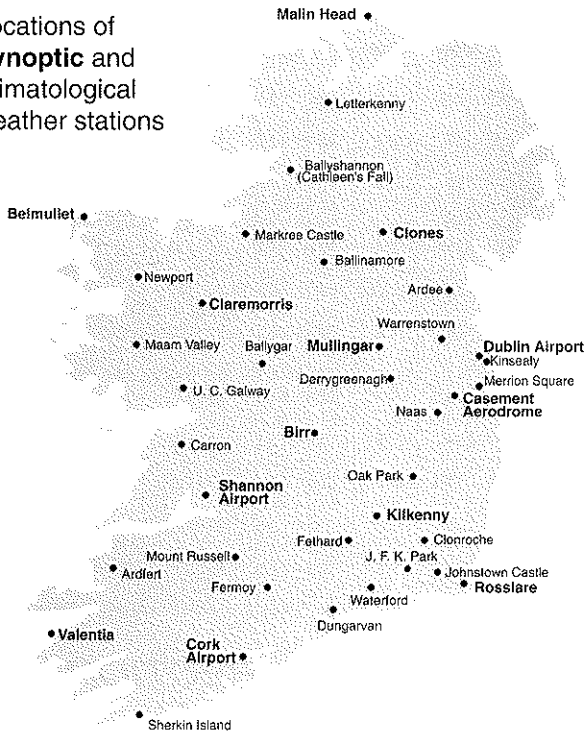 ocations of
ynoptic and
imatological
eather stations
Malin Head
Letterkenny
Ballyshannon
(Cathleen's Fall)
Belmullet
Markree Castle
Clones
Ballinamore
Newport
Ardee
Claremorris
Warrenstown
Maam Valley
Ballygar
Mullingar
Dublin Airport
Kinsealy
Derrygreenagh
Merrion Square
U. C. Galway
Casement
Aerodrome
Naas
Birr
Carron
Oak Park
Shannon
Airport
Kilkenny
Fethard
Clonroche
Mount Russell
J. F. K. Park
Ardfert
Johnstown Castle
Fermoy
Rosslare
Waterford
Dungarvan
Valentia
Cork
Airport
Sherkin Island